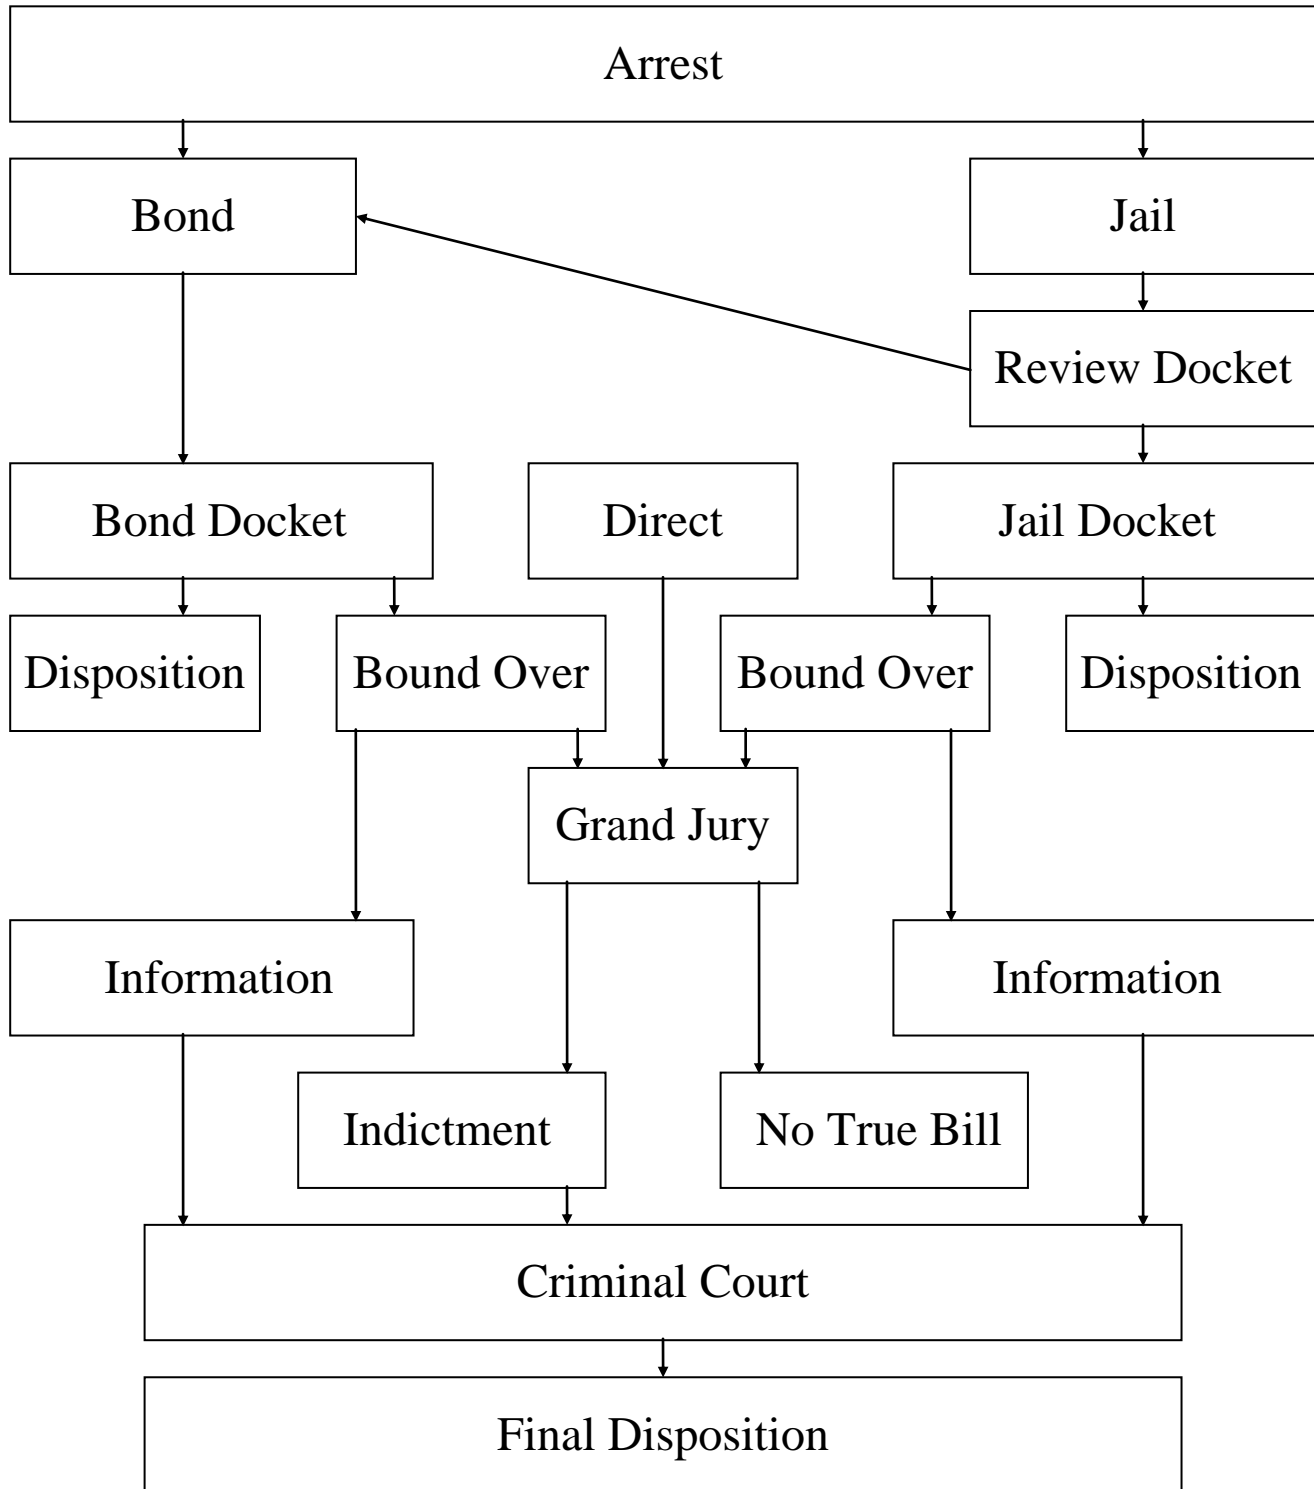 Arrest
Bond
Jail
Review Docket
Bond Docket
Direct
Jail Docket
Disposition
Bound Over
Bound Over
Disposition
Grand Jury
Information
Information
Indictment
No True Bill
Criminal Court
Final Disposition